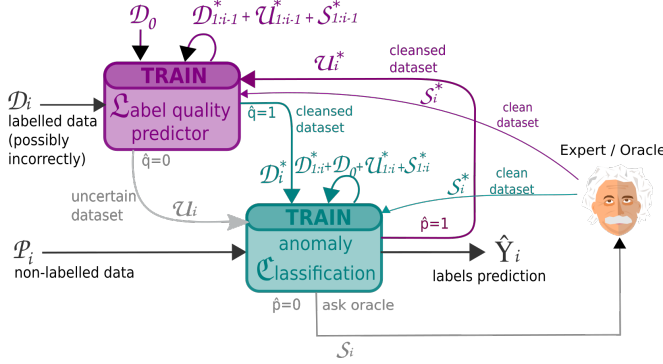 𝒟₀
𝒟*₁:ᵢ₋₁ + 𝒰*₁:ᵢ₋₁ + 𝒮*₁:ᵢ₋₁
𝒰ᵢ*
cleansed
dataset
TRAIN
𝒮ᵢ*
clean
dataset
𝒟ᵢ
labelled data
(possibly
incorrectly)
𝕷abel quality
predictor
q̂=1
cleansed
dataset
q̂=0
Expert / Oracle
𝒟ᵢ*
𝒟*₁:ᵢ+𝒟₀+𝒰*₁:ᵢ+𝒮*₁:ᵢ
𝒮ᵢ*
clean
dataset
uncertain
dataset
𝒰ᵢ
TRAIN
p̂=1
𝒫ᵢ
non-labelled data
anomaly
ℭlassification
Ŷᵢ
labels prediction
p̂=0
ask oracle
𝒮ᵢ